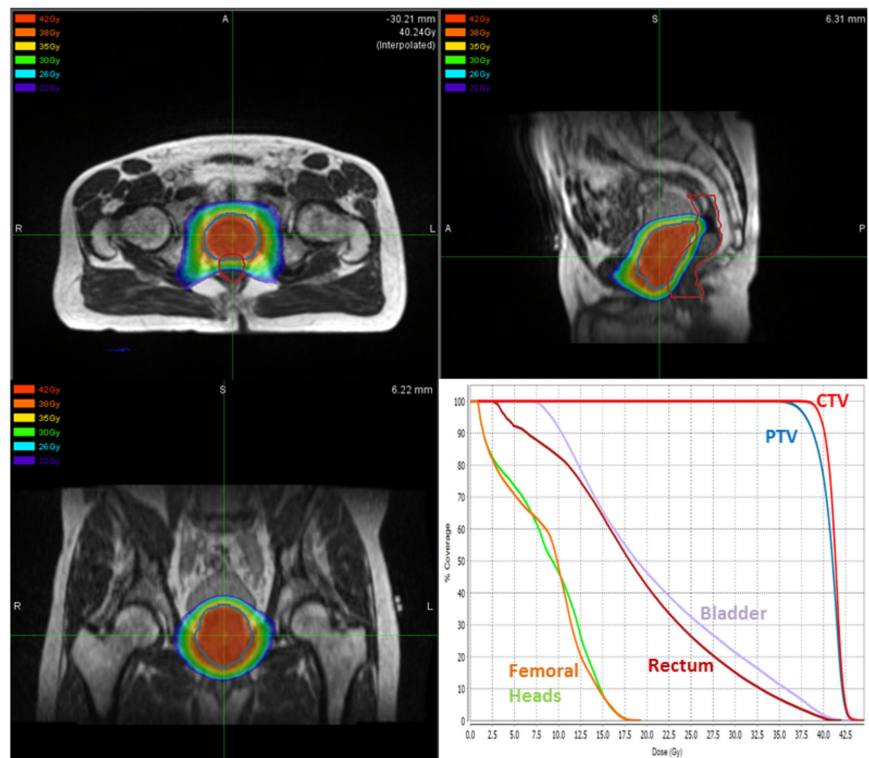 42Gy
38Gy
35Gy
30Gy
26Gy
22Gy
A
-30.21 mm
40.24Gy
(Interpolated)
R
L
42Gy
38Gy
35Gy
30Gy
26Gy
22Gy
S
6.31 mm
A
P
42Gy
38Gy
35Gy
30Gy
26Gy
22Gy
S
6.22 mm
R
L
CTV
PTV
Bladder
Rectum
Femoral
Heads
% Coverage
100
90
80
70
60
50
40
30
20
10
0
0.0 2.5 5.0 7.5 10.0 12.5 15.0 17.5 20.0 22.5 25.0 27.5 30.0 32.5 35.0 37.5 40.0 42.5
Dose (Gy)